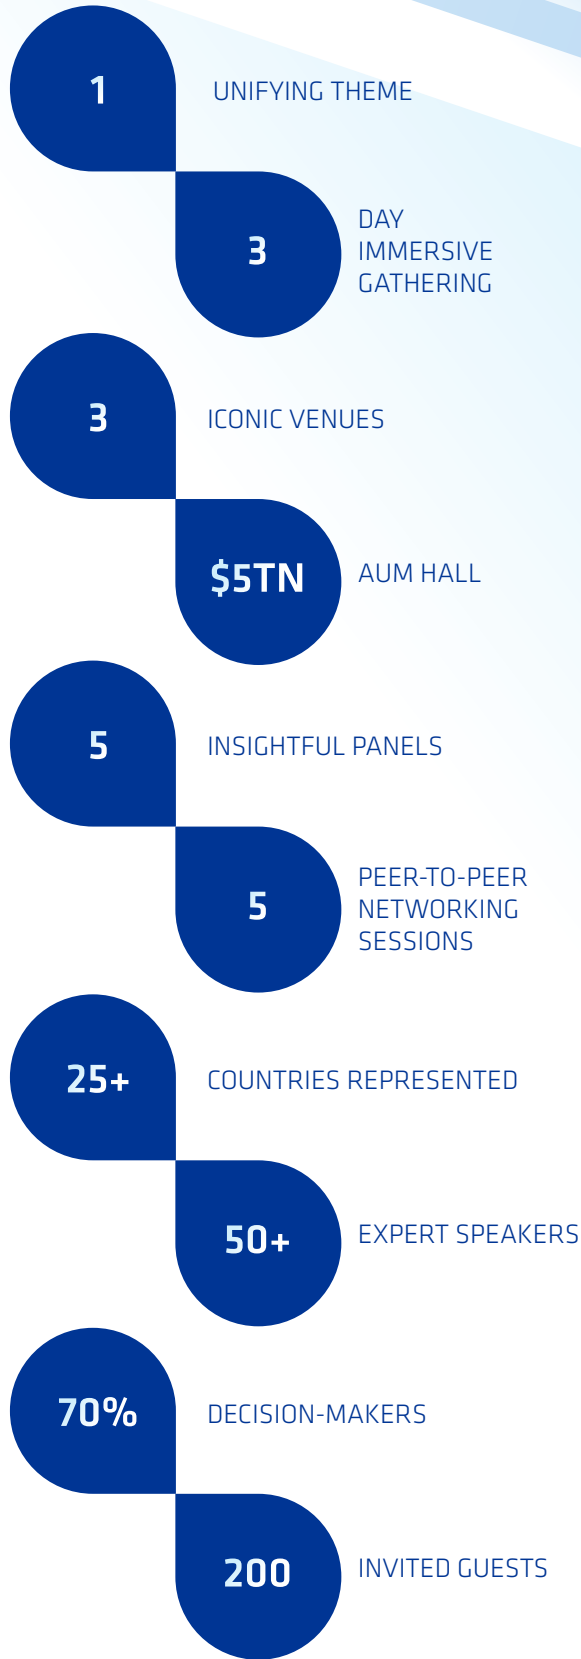 1
UNIFYING THEME
3
DAY
IMMERSIVE
GATHERING
3
ICONIC VENUES
$5TN
AUM HALL
5
INSIGHTFUL PANELS
5
PEER-TO-PEER
NETWORKING
SESSIONS
25+
COUNTRIES REPRESENTED
50+
EXPERT SPEAKERS
70%
DECISION-MAKERS
200
INVITED GUESTS